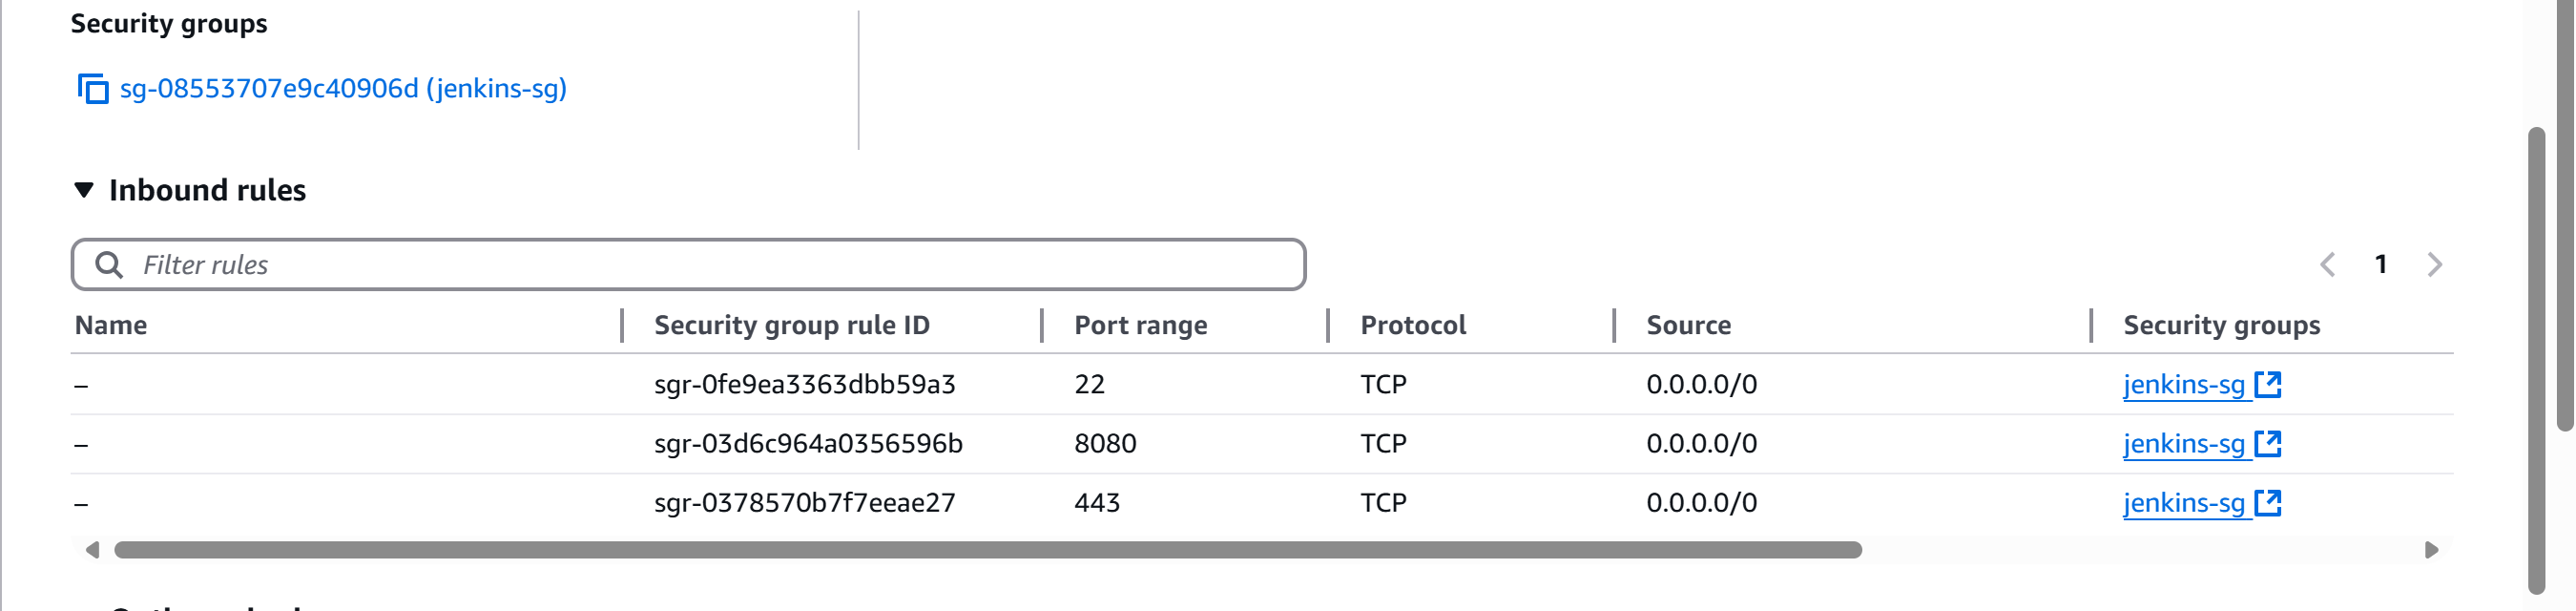 Security groups
sg-08553707e9c40906d (jenkins-sg)
Inbound rules
Filter rules
1
Name Security group rule ID Port range Protocol Source Security groups
– sgr-0fe9ea3363dbb59a3 22 TCP 0.0.0.0/0 jenkins-sg
– sgr-03d6c964a0356596b 8080 TCP 0.0.0.0/0 jenkins-sg
– sgr-0378570b7f7eeae27 443 TCP 0.0.0.0/0 jenkins-sg